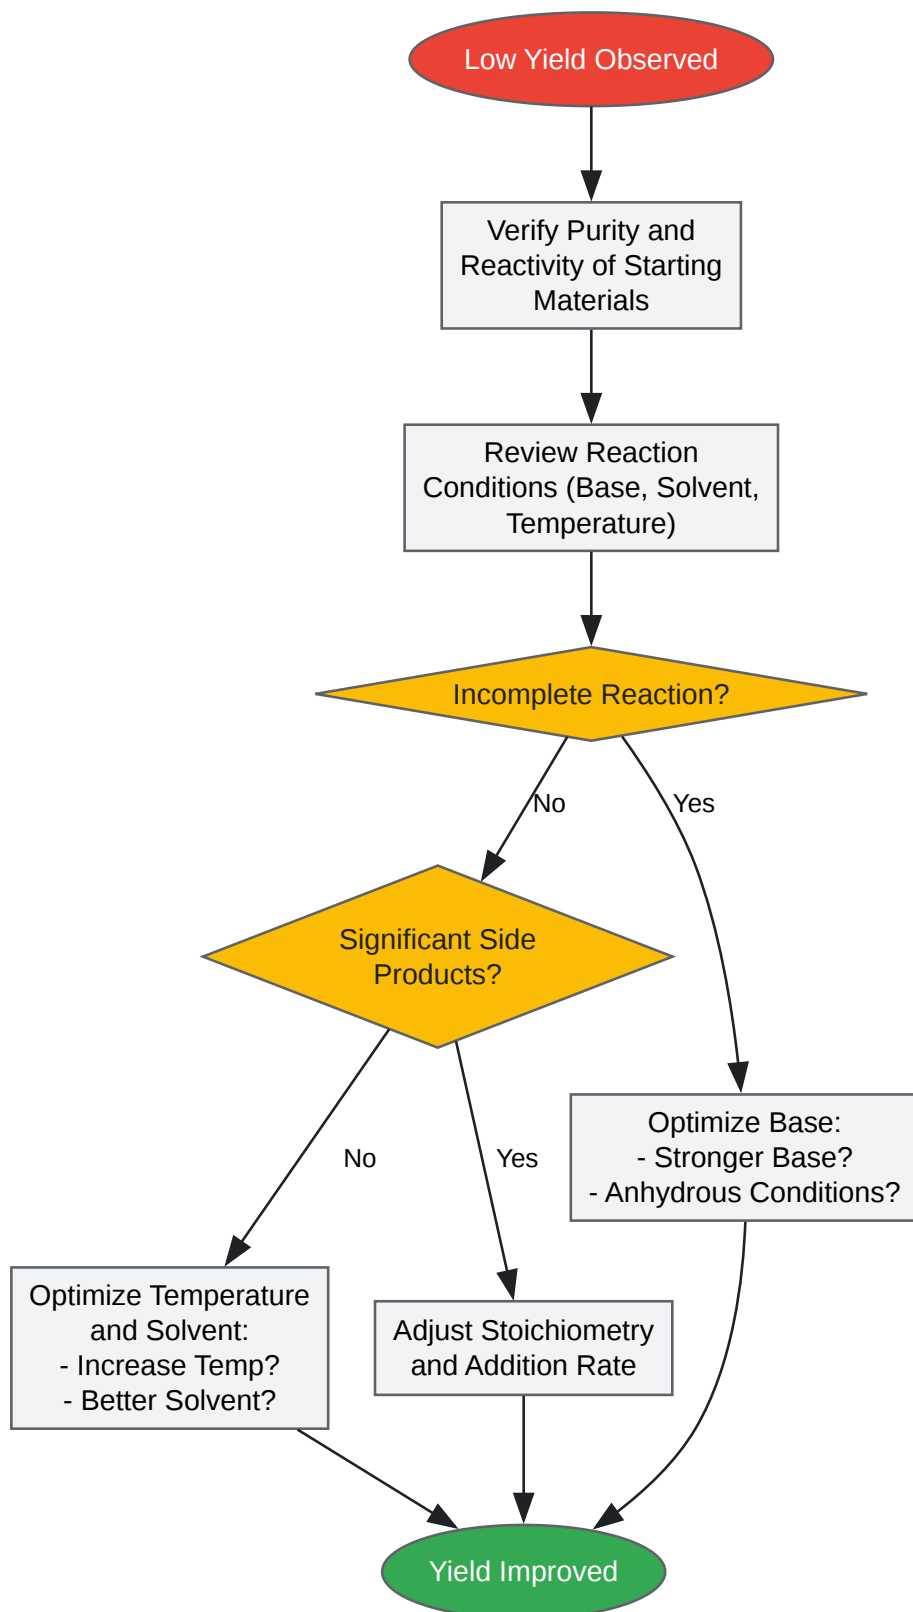 Low Yield Observed
Verify Purity and
Reactivity of Starting
Materials
Review Reaction
Conditions (Base, Solvent,
Temperature)
Incomplete Reaction?
No
Yes
Significant Side
Products?
No
Yes
Optimize Base:
- Stronger Base?
- Anhydrous Conditions?
Optimize Temperature
and Solvent:
- Increase Temp?
- Better Solvent?
Adjust Stoichiometry
and Addition Rate
Yield Improved